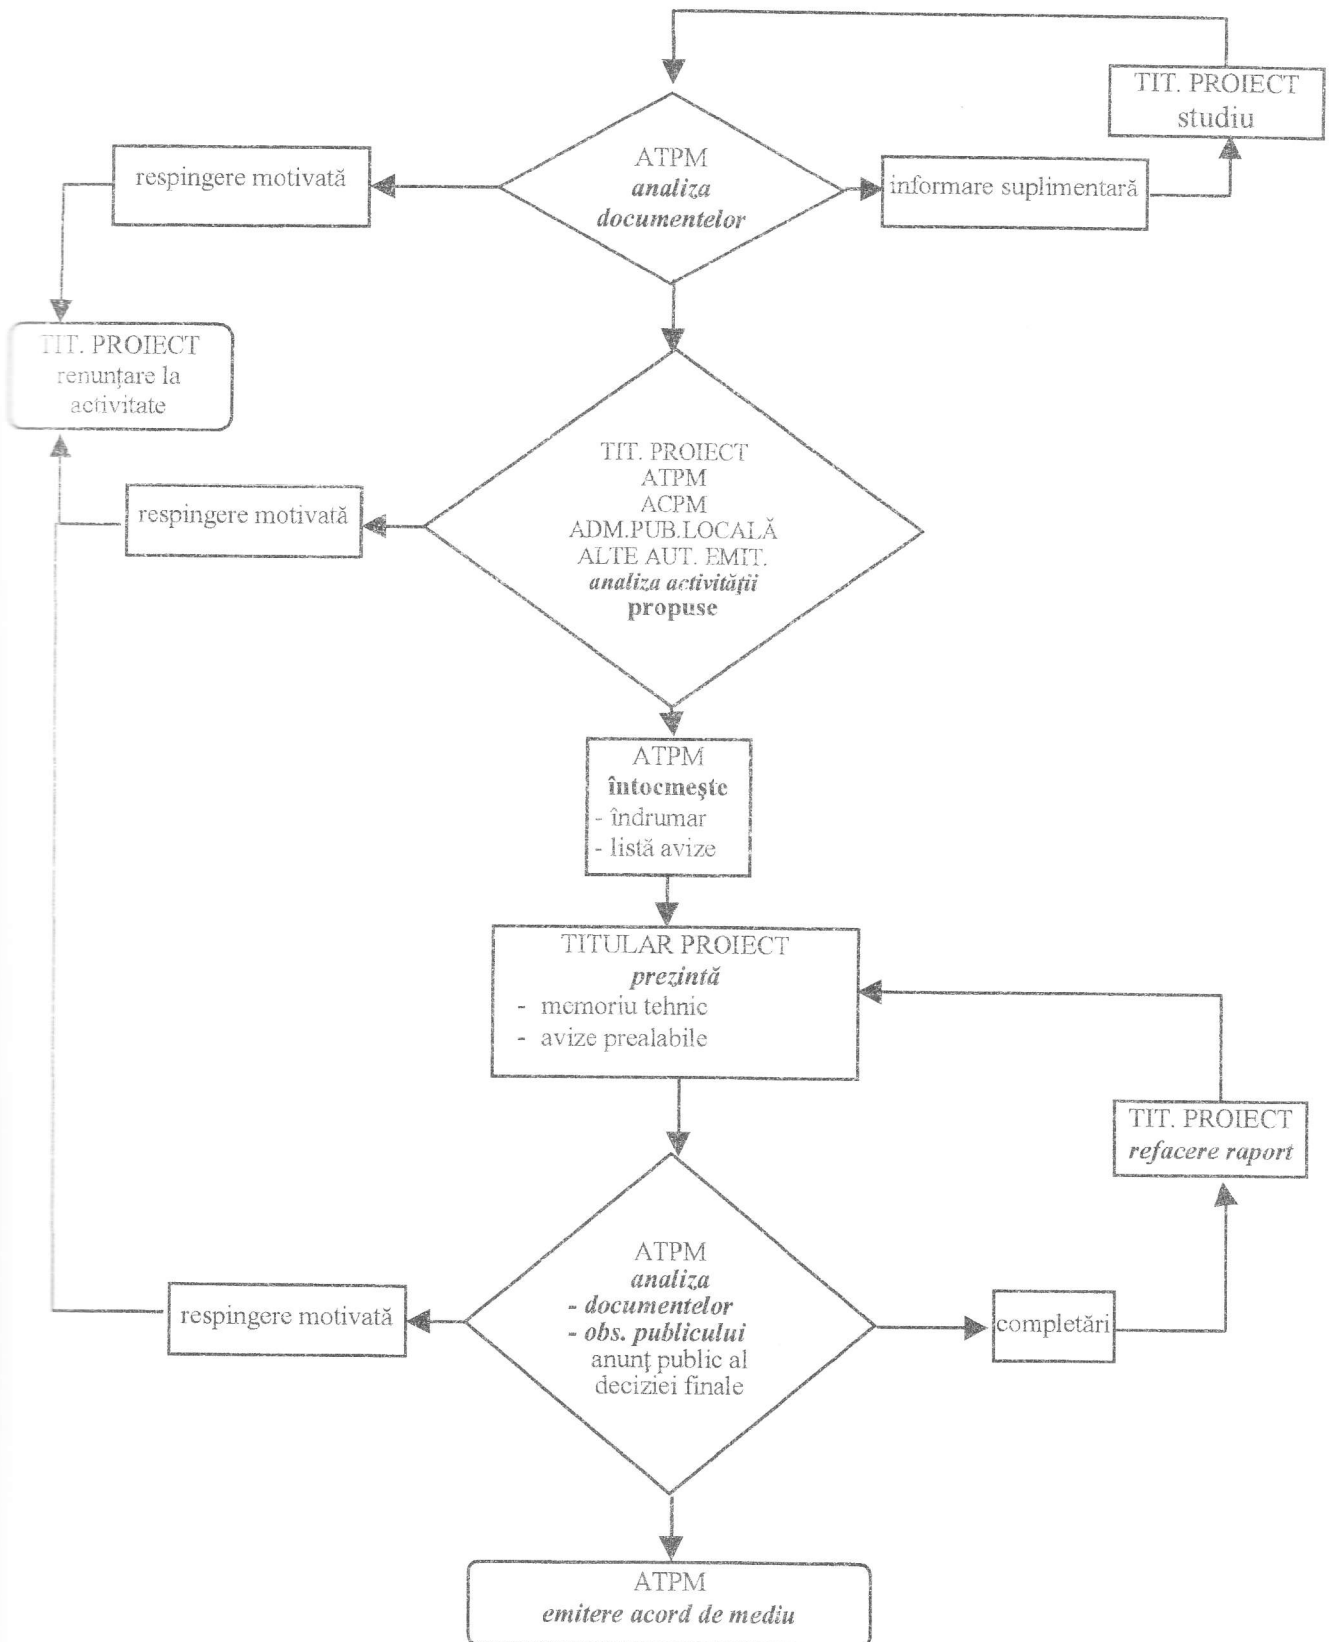 TIT. PROIECT
studiu
ATPM
analiza
documentelor
respingere motivată
informare suplimentară
TIT. PROIECT
renunțare la
activitate
TIT. PROIECT
ATPM
ACPM
ADM.PUB.LOCALĂ
ALTE AUT. EMIT.
analiza activității
propuse
respingere motivată
ATPM
întocmește
- îndrumar
- listă avize
TITULAR PROIECT
prezintă
- memoriu tehnic
- avize prealabile
TIT. PROIECT
refacere raport
ATPM
analiza
- documentelor
- obs. publicului
anunț public al
deciziei finale
respingere motivată
completări
ATPM
emitere acord de mediu